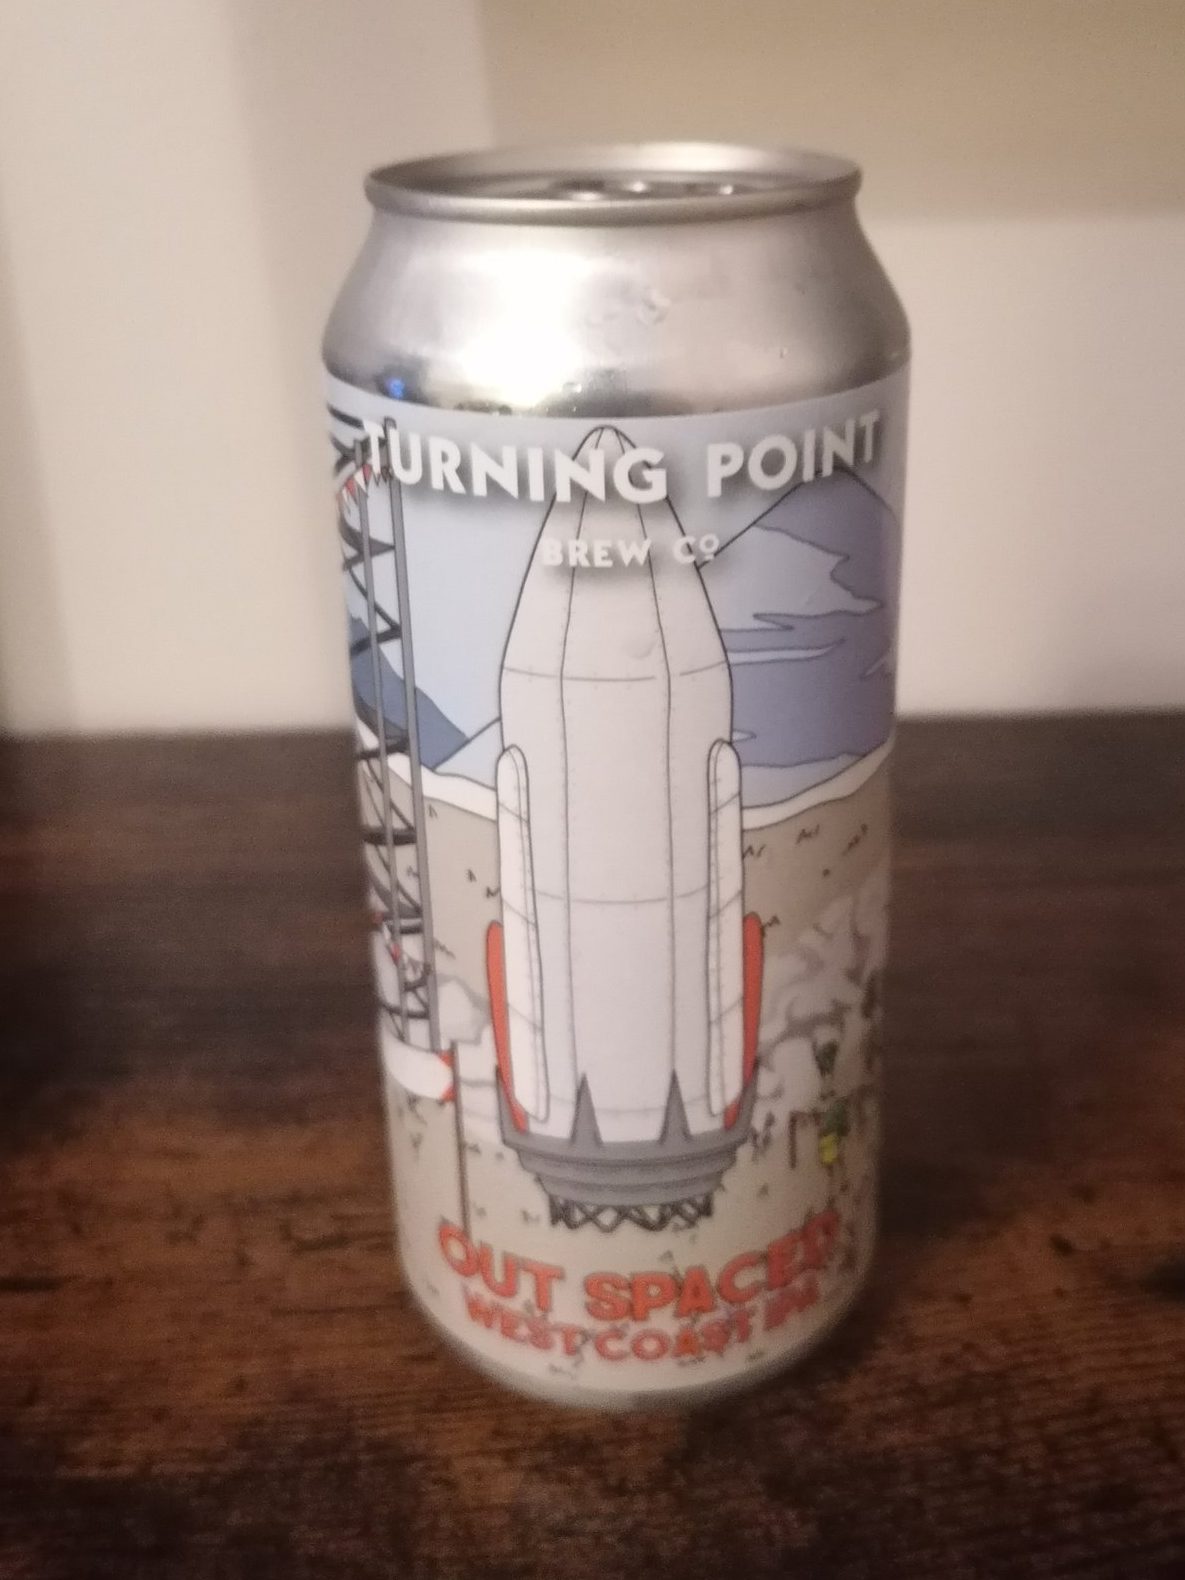 TURNING POINT
BREW Cº
OUT SPACED
WEST COAST IPA